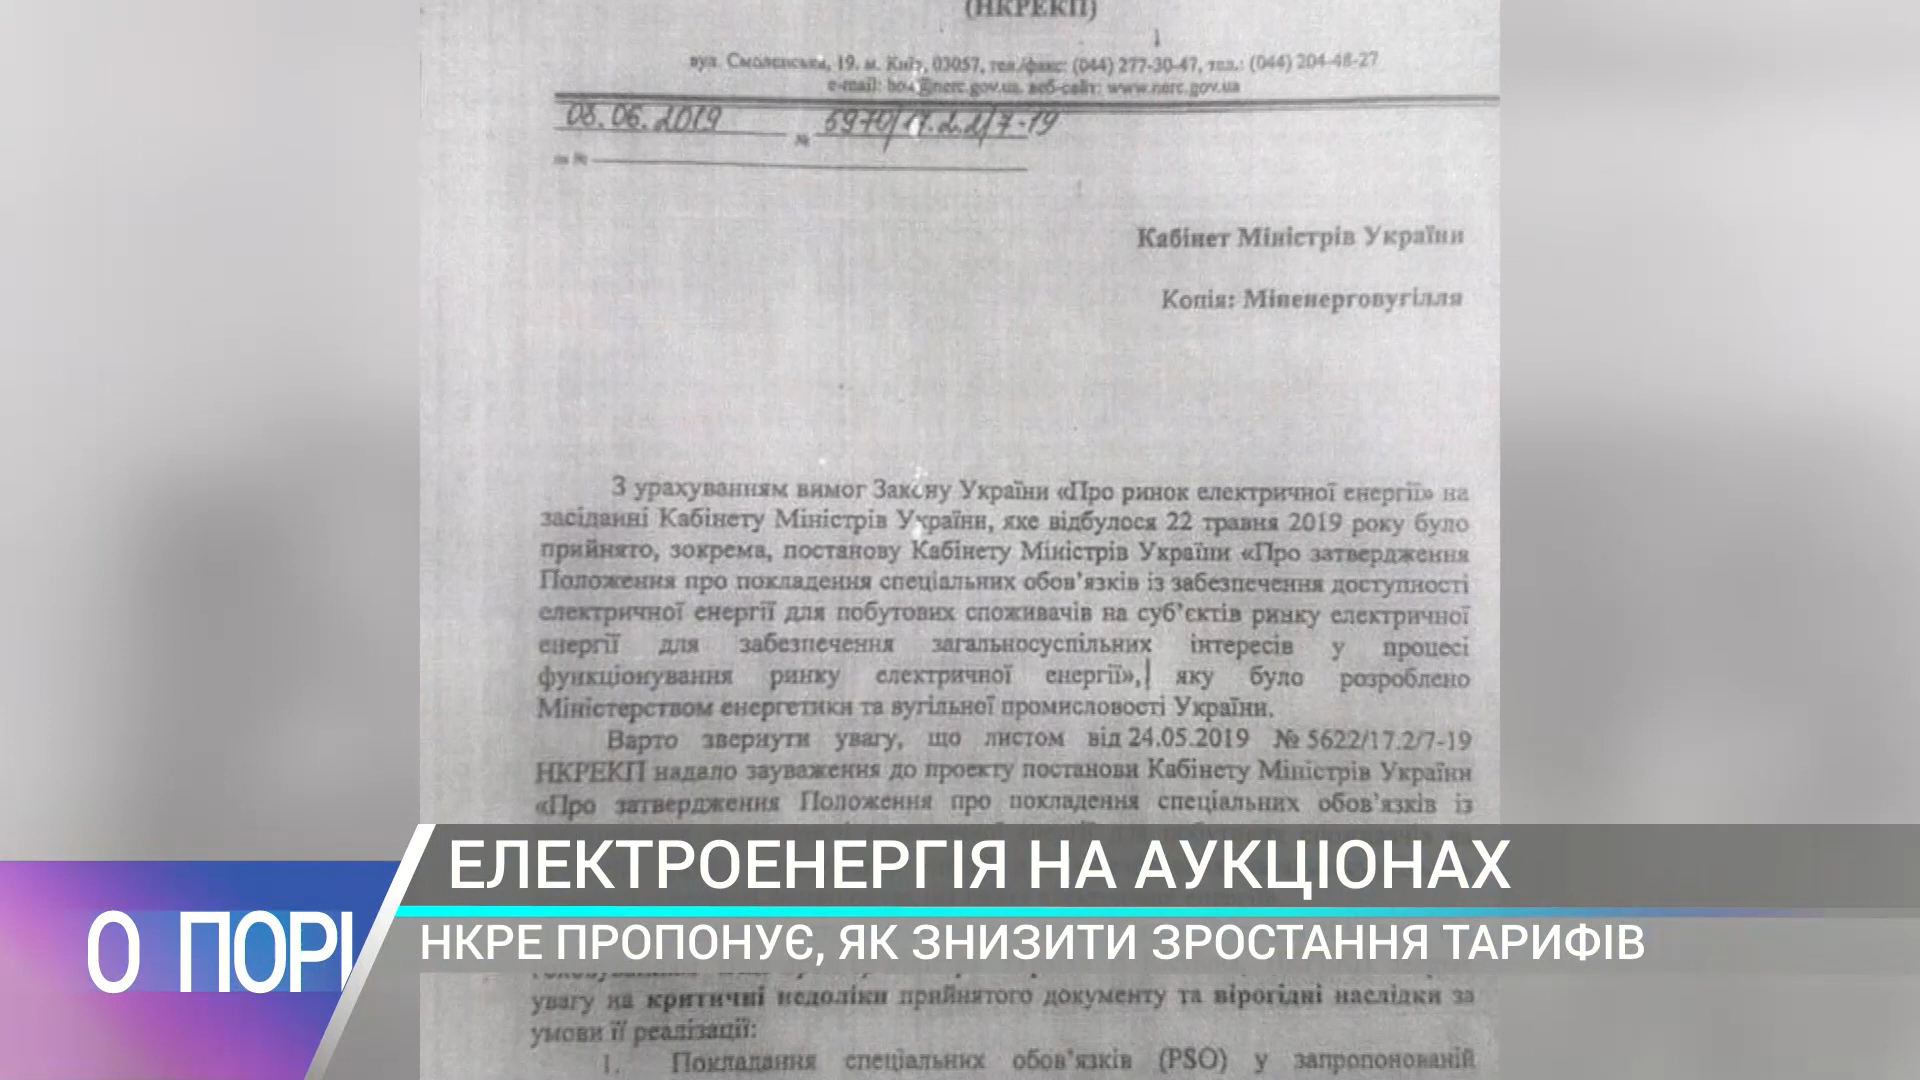 (НКРЕКП)
вул. Смоленська, 19, м. Київ, 03057, тел./факс: (044) 277-30-47, тел.: (044) 204-48-27
e-mail: box@nerc.gov.ua, веб-сайт: www.nerc.gov.ua
03.06.2019 №
на №
Кабінет Міністрів України
Копія: Міненерговугілля
З урахуванням вимог Закону України «Про ринок електричної енергії» на
засіданні Кабінету Міністрів України, яке відбулося 22 травня 2019 року було
прийнято, зокрема, постанову Кабінету Міністрів України «Про затвердження
Положення про покладення спеціальних обов’язків із забезпечення доступності
електричної енергії для побутових споживачів на суб’єктів ринку електричної
енергії для забезпечення загальносуспільних інтересів у процесі
функціонування ринку електричної енергії», яку було розроблено
Міністерством енергетики та вугільної промисловості України.
Варто звернути увагу, що листом від 24.05.2019 № 5622/17.2/7-19
НКРЕКП надало зауваження до проекту постанови Кабінету Міністрів України
«Про затвердження Положення про покладення спеціальних обов’язків із
ЕЛЕКТРОЕНЕРГІЯ НА АУКЦІОНАХ
О ПОРІ
НКРЕ ПРОПОНУЄ, ЯК ЗНИЗИТИ ЗРОСТАННЯ ТАРИФІВ
увагу на критичні недоліки прийнятого документу та вірогідні наслідки за
умови її реалізації:
1. Покладання спеціальних обов’язків (PSO) у запропонованій